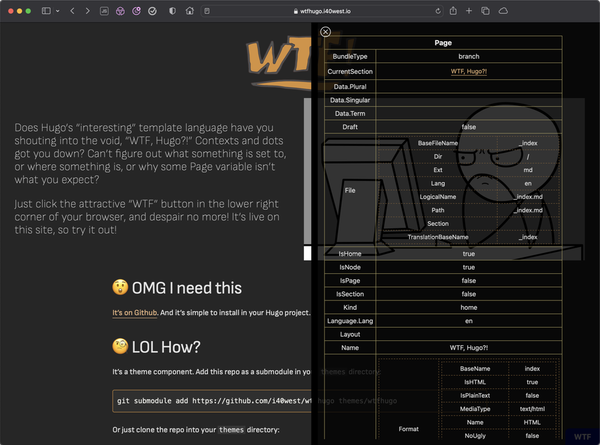 wtfhugo.i40west.io
WTF
Does Hugo's "interesting" template language have you
shouting into the void, "WTF, Hugo?!" Contexts and dots
got you down? Can't figure out what something is set to,
or where something is, or why some Page variable isn't
what you expect?
Just click the attractive "WTF" button in the lower right
corner of your browser, and despair no more! It's live on
this site, so try it out!
OMG I need this
It's on Github. And it's simple to install in your Hugo project.
LOL How?
It's a theme component. Add this repo as a submodule in your themes directory:
git submodule add https://github.com/i40west/wtfhugo themes/wtfhugo
Or just clone the repo into your themes directory:
Page
BundleType branch
CurrentSection WTF, Hugo?!
Data.Plural
Data.Singular
Data.Term
Draft false
File
BaseFileName _index
Dir /
Ext md
Lang en
LogicalName _index.md
Path _index.md
Section
TranslationBaseName _index
IsHome true
IsNode true
IsPage false
IsSection false
Kind home
Language.Lang en
Layout
Name WTF, Hugo?!
Format
BaseName index
IsHTML true
IsPlainText false
MediaType text/html
Name HTML
NoUgly false
WTF